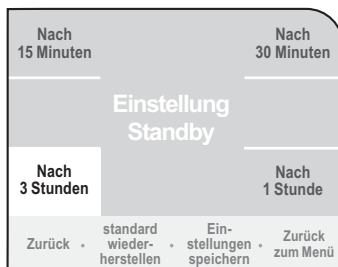 Nach
15 Minuten
Nach
30 Minuten
Einstellung
Standby
Nach
3 Stunden
Nach
1 Stunde
Zurück •
standard
wieder-
herstellen •
Ein-
stellungen
speichern •
Zurück
zum Menü